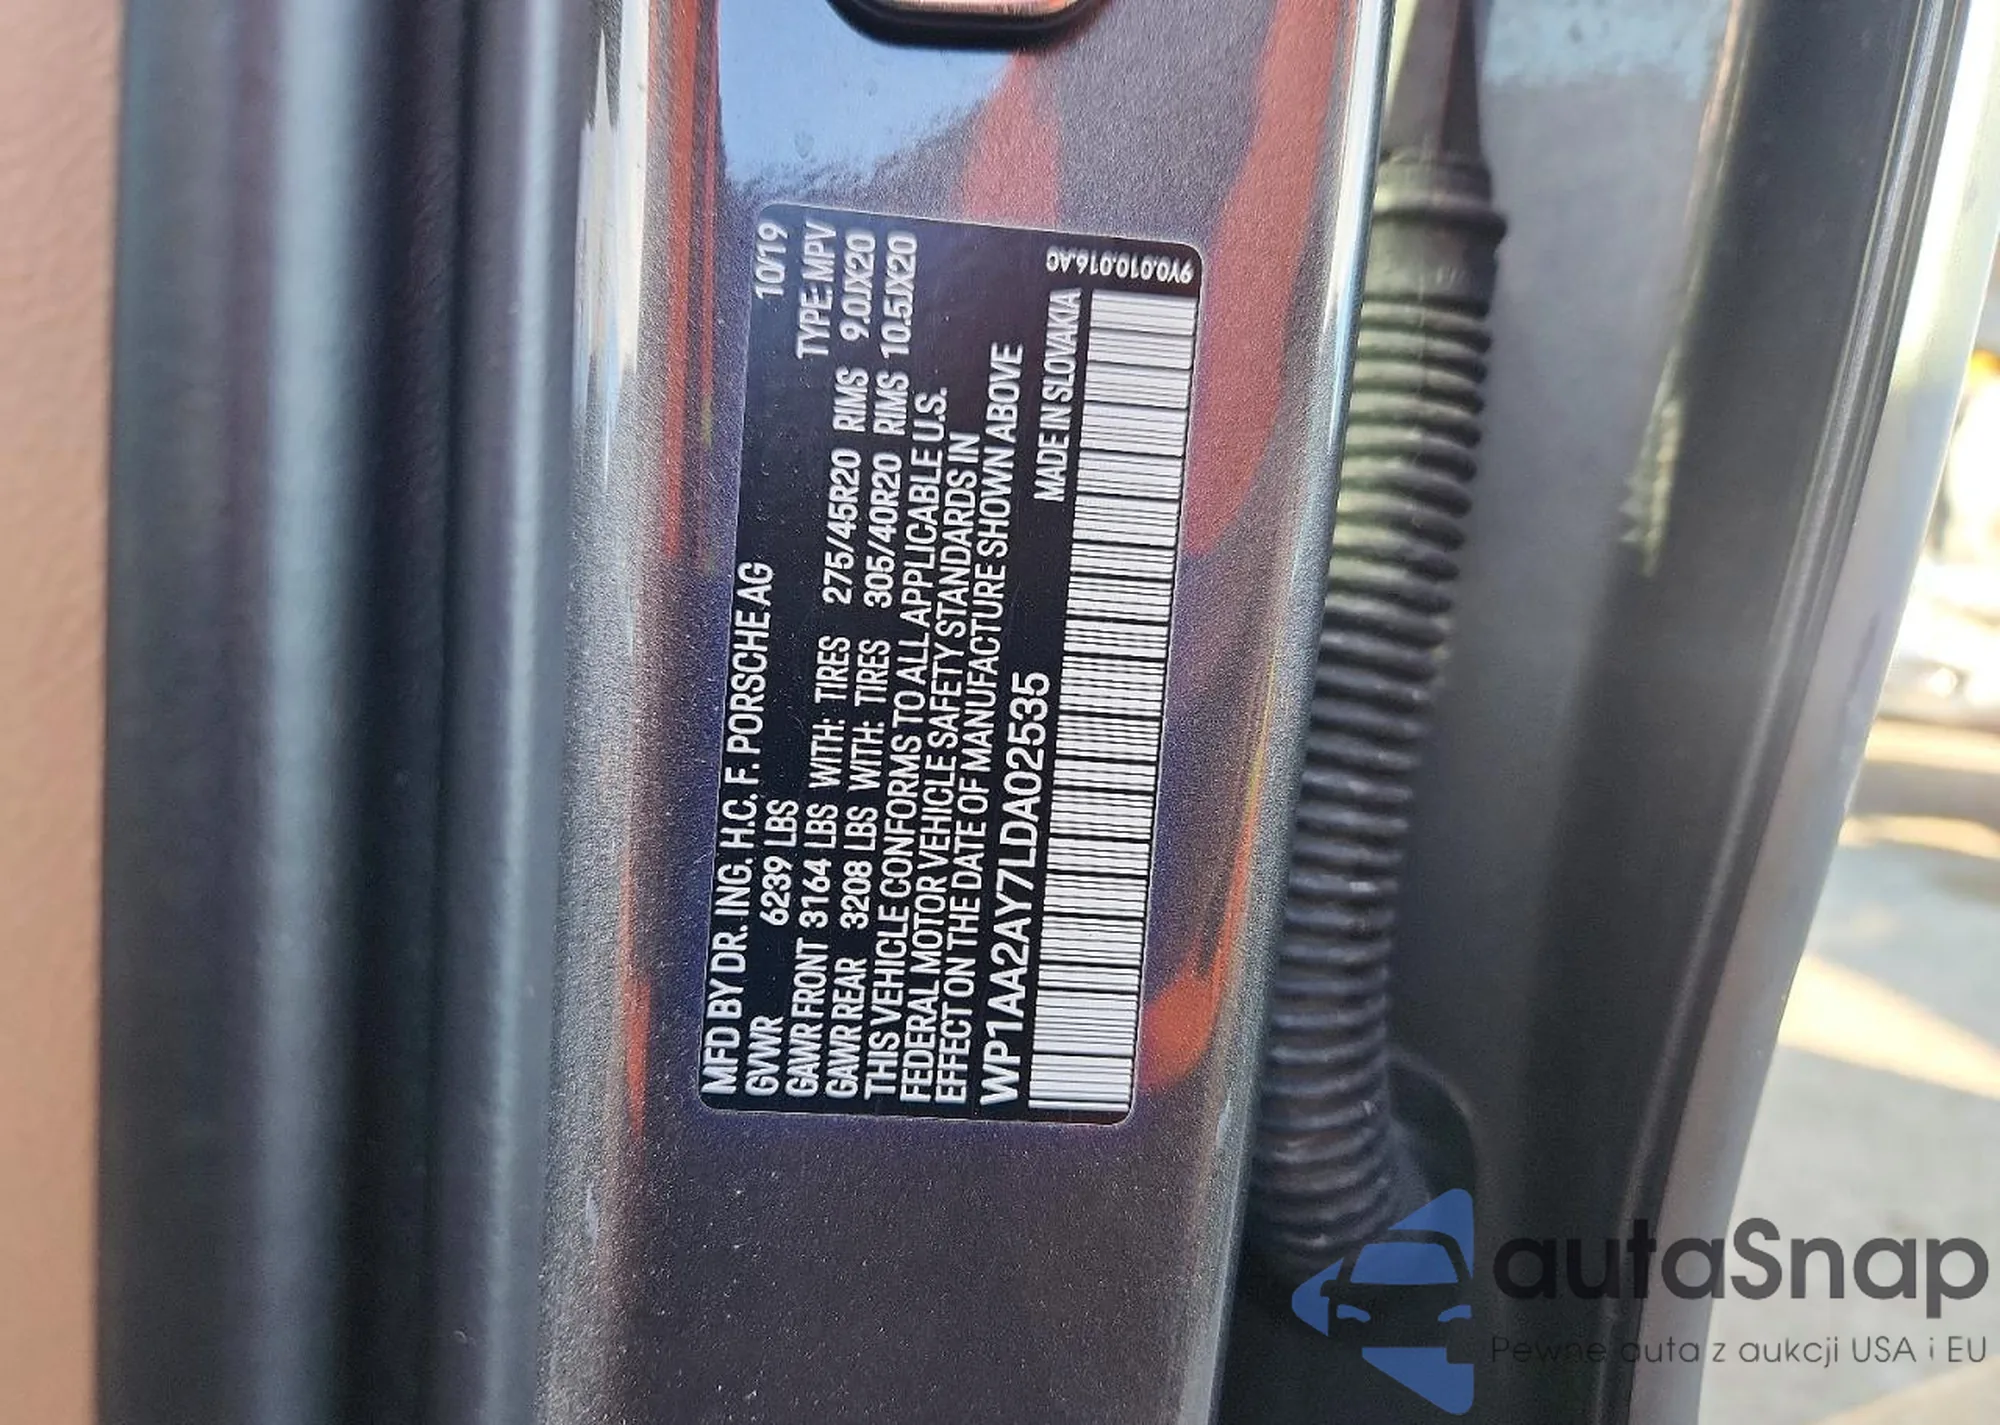 MFD BY DR. ING. H.C. F. PORSCHE AG 10/19
GVWR 6239 LBS TYPE: MPV
GAWR FRONT 3164 LBS WITH: TIRES 275/45R20 RIMS 9.0JX20
GAWR REAR 3208 LBS WITH: TIRES 305/40R20 RIMS 10.5JX20
THIS VEHICLE CONFORMS TO ALL APPLICABLE U.S.
FEDERAL MOTOR VEHICLE SAFETY STANDARDS IN
EFFECT ON THE DATE OF MANUFACTURE SHOWN ABOVE
WP1AA2AY7LDA02535 MADE IN SLOVAKIA
9Y0.010.016.AC
autaSnap
Pewne auta z aukcji USA i EU